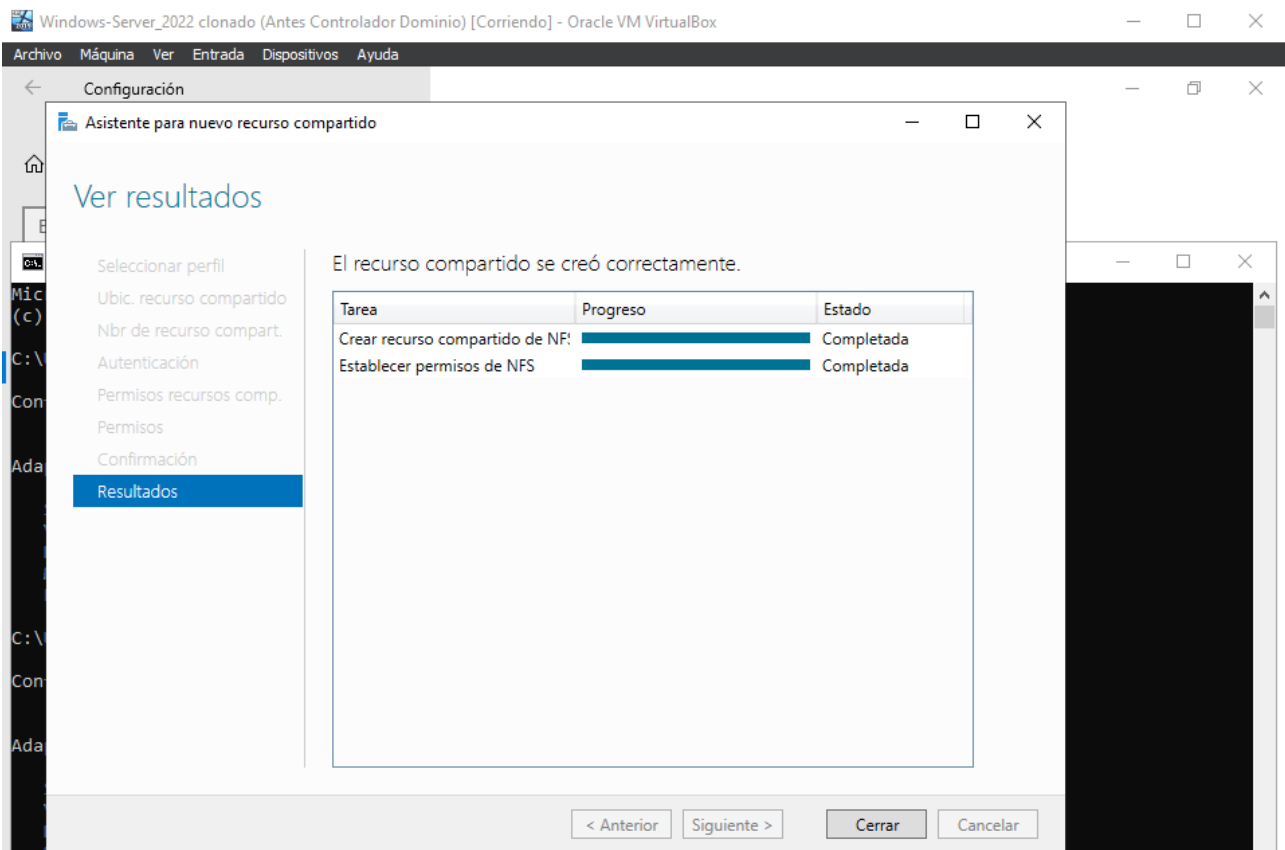 Windows-Server_2022 clonado (Antes Controlador Dominio) [Corriendo] - Oracle VM VirtualBox
Archivo Máquina Ver Entrada Dispositivos Ayuda
Configuración
Asistente para nuevo recurso compartido
Ver resultados
Seleccionar perfil
Ubic. recurso compartido
Nbr de recurso compart.
Autenticación
Permisos recursos comp.
Permisos
Confirmación
Resultados
El recurso compartido se creó correctamente.
Tarea Progreso Estado
Crear recurso compartido de NFS Completada
Establecer permisos de NFS Completada
Mic
(c)
C:\
Con
Ada
C:\
Con
Ada
< Anterior Siguiente > Cerrar Cancelar